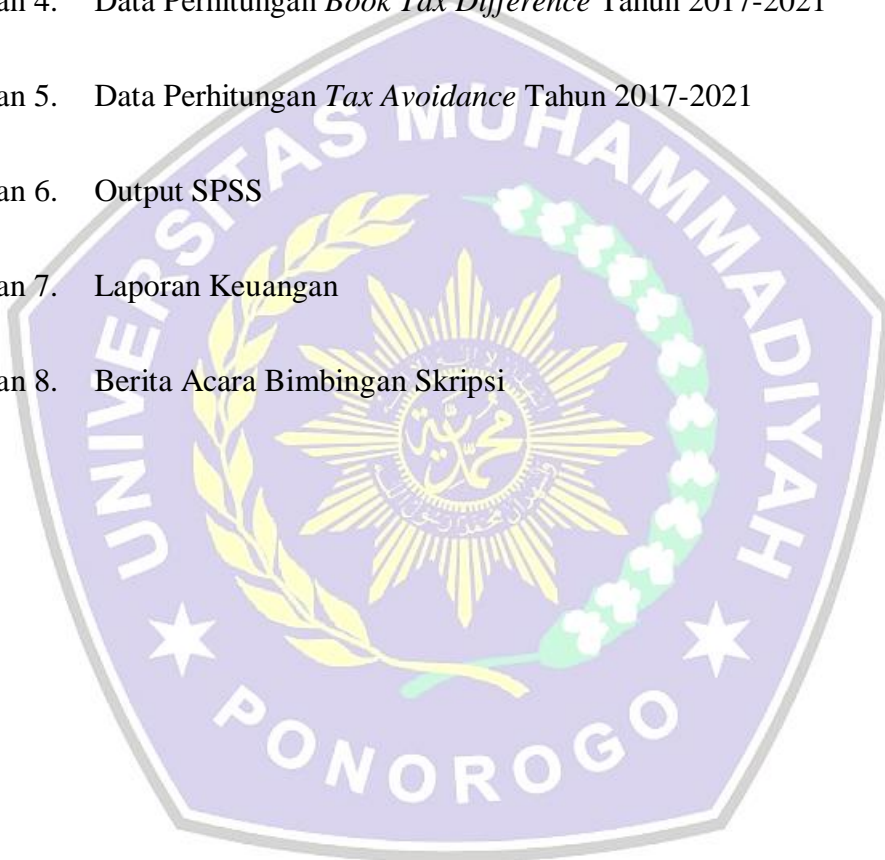 an 4. Data Perhitungan Book Tax Difference Tahun 2017-2021
an 5. Data Perhitungan Tax Avoidance Tahun 2017-2021
an 6. Output SPSS
an 7. Laporan Keuangan
an 8. Berita Acara Bimbingan Skripsi
UNIVERSITAS MUHAMMADIYAH
PONOROGO